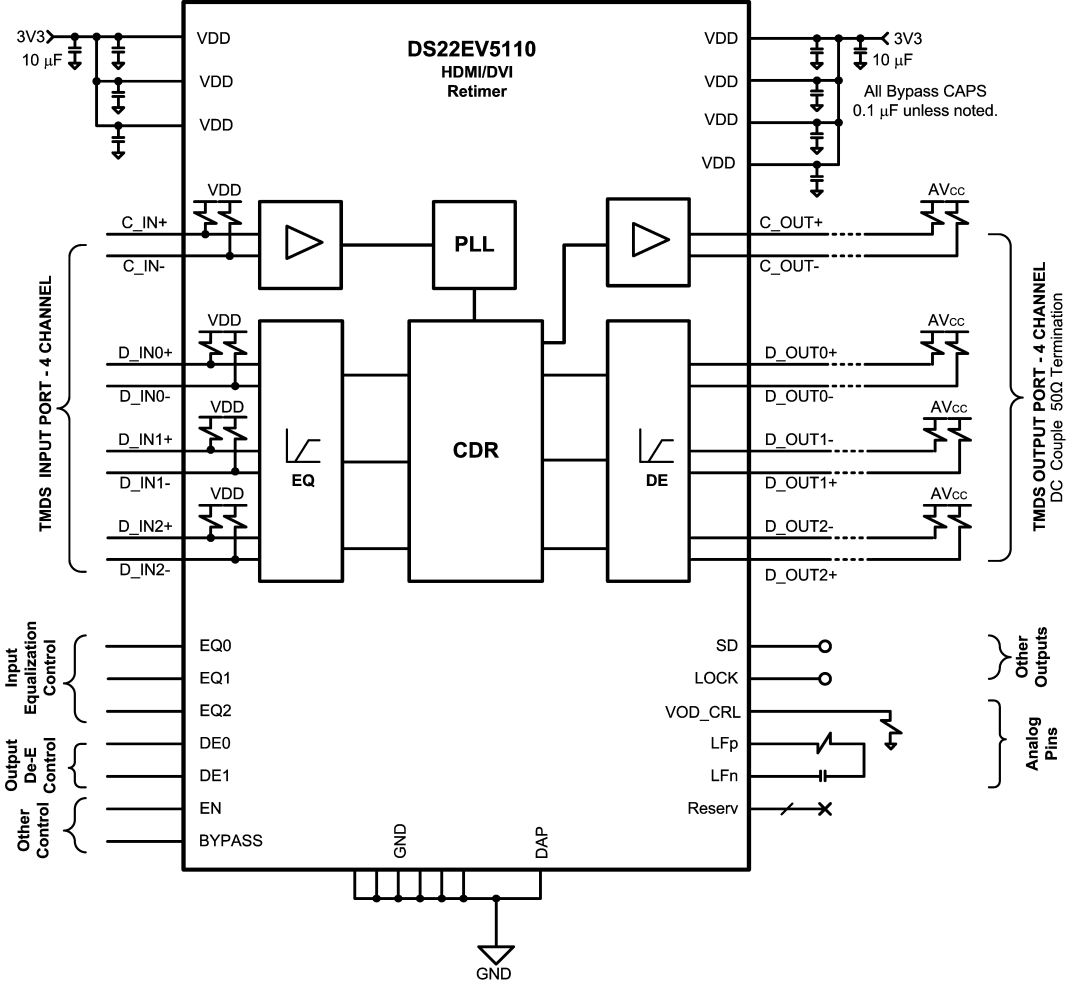 DS22EV5110
HDMI/DVI
Retimer
3V3
10 µF
VDD
VDD
VDD
VDD
VDD
VDD
VDD
3V3
10 µF
All Bypass CAPS
0.1 µF unless noted.
TMDS INPUT PORT - 4 CHANNEL
C_IN+
C_IN-
VDD
D_IN0+
D_IN0-
VDD
D_IN1+
D_IN1-
VDD
D_IN2+
D_IN2-
VDD
PLL
EQ
CDR
DE
C_OUT+
C_OUT-
AVCC
D_OUT0+
D_OUT0-
AVCC
D_OUT1-
D_OUT1+
AVCC
D_OUT2-
D_OUT2+
AVCC
TMDS OUTPUT PORT - 4 CHANNEL
DC Couple 50Ω Termination
Input
Equalization
Control
EQ0
EQ1
EQ2
Output
De-E
Control
DE0
DE1
Other
Control
EN
BYPASS
SD
LOCK
Other
Outputs
VOD_CRL
LFp
LFn
Analog
Pins
Reserv
GND
DAP
GND